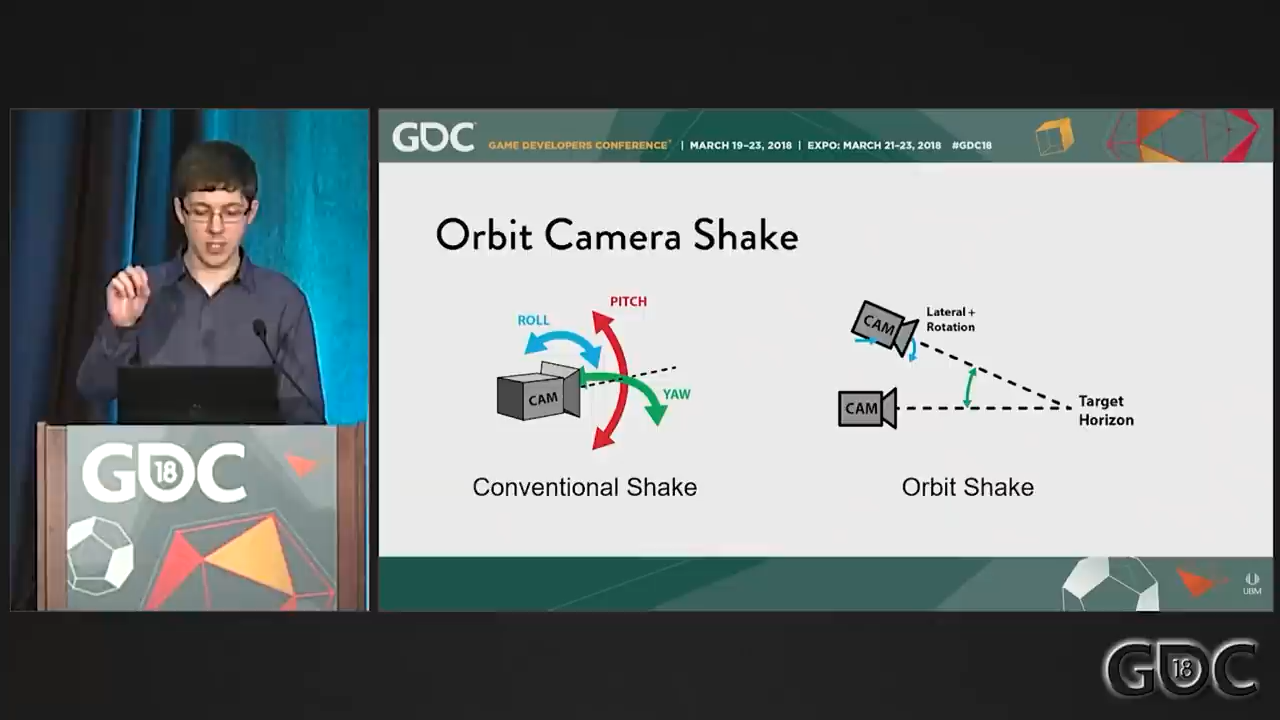 GDC
GAME DEVELOPERS CONFERENCE | MARCH 19–23, 2018 | EXPO: MARCH 21–23, 2018 #GDC18
Orbit Camera Shake
PITCH
ROLL
YAW
CAM
Conventional Shake
CAM
Lateral +
Rotation
CAM
Target
Horizon
Orbit Shake
GDC
18
UBM
GDC
18